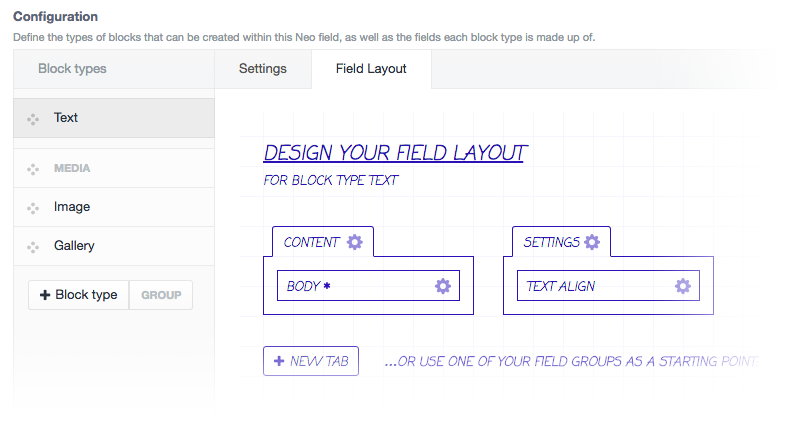 Configuration
Define the types of blocks that can be created within this Neo field, as well as the fields each block type is made up of.
Block types
Settings
Field Layout
Text
MEDIA
Image
Gallery
+ Block type
GROUP
DESIGN YOUR FIELD LAYOUT
FOR BLOCK TYPE TEXT
CONTENT
BODY *
SETTINGS
TEXT ALIGN
+ NEW TAB
...OR USE ONE OF YOUR FIELD GROUPS AS A STARTING POINT